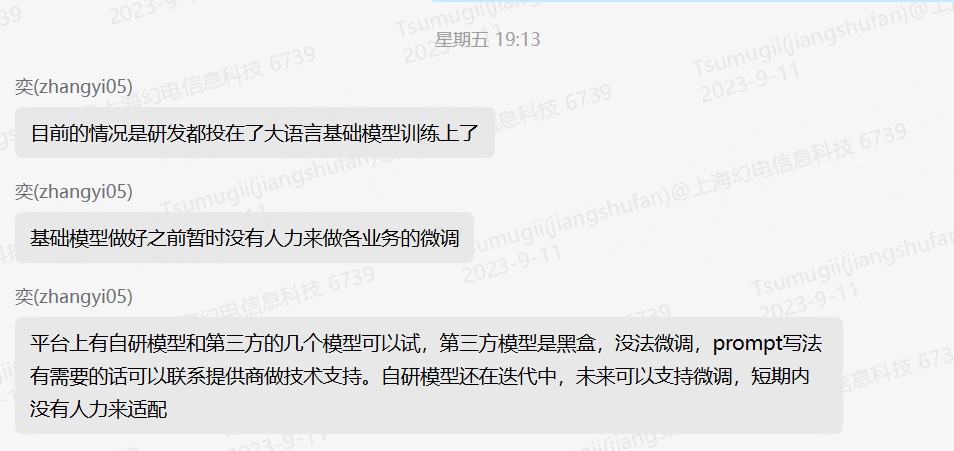 星期五 19:13
奕(zhangyi05)
目前的情况是研发都投在了大语言基础模型训练上了
奕(zhangyi05)
基础模型做好之前暂时没有人力来做各业务的微调
奕(zhangyi05)
平台上有自研模型和第三方的几个模型可以试，第三方模型是黑盒，没法微调，prompt写法
有需要的话可以联系提供商做技术支持。自研模型还在迭代中，未来可以支持微调，短期内
没有人力来适配
Tsumugii(jiangshufan)@上海幻电信息科技 6739
2023-9-11